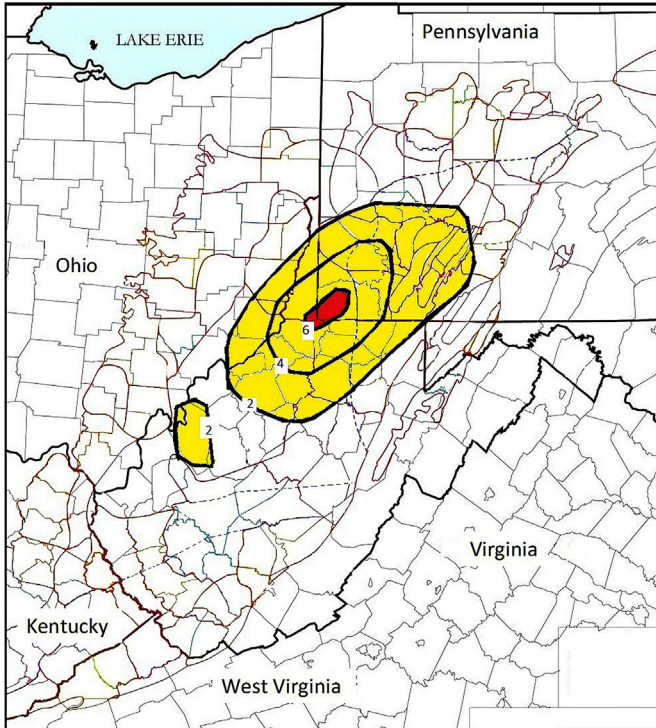 Pennsylvania
LAKE ERIE
Ohio
6
4
2
2
Virginia
Kentucky
West Virginia